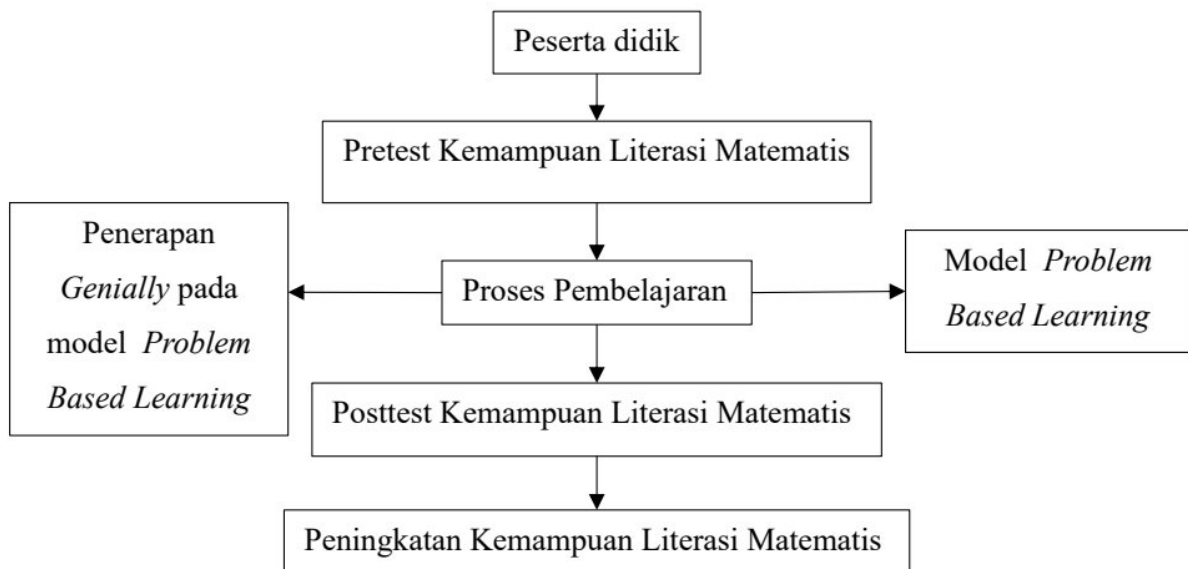 Peserta didik
Pretest Kemampuan Literasi Matematis
Penerapan
Genially pada
model Problem
Based Learning
Proses Pembelajaran
Model Problem
Based Learning
Posttest Kemampuan Literasi Matematis
Peningkatan Kemampuan Literasi Matematis